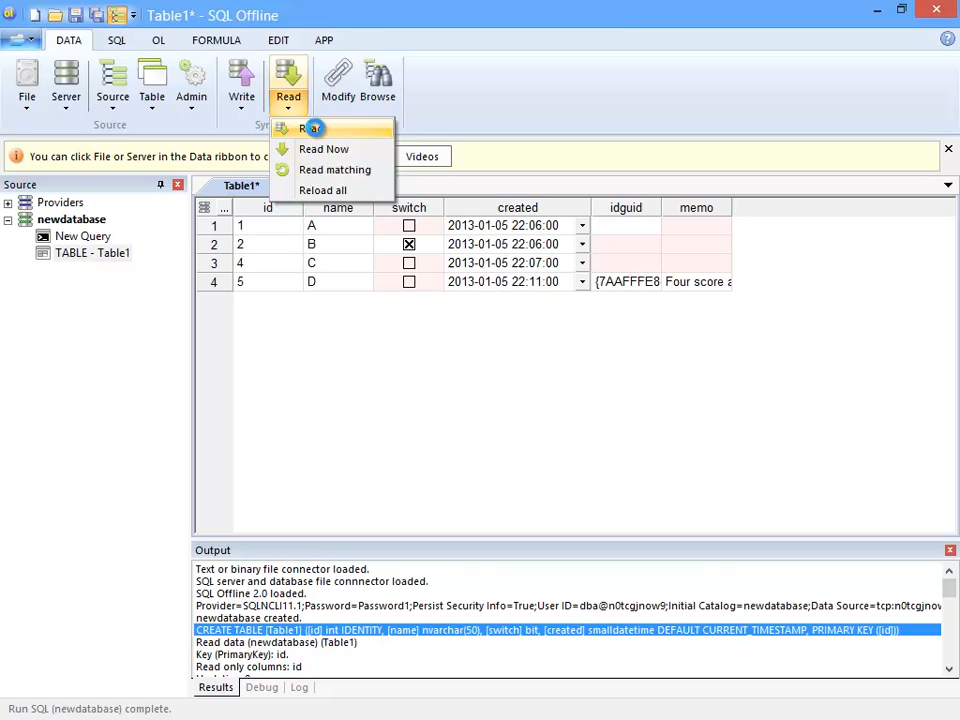 Table1* - SQL Offline
DATA SQL OL FORMULA EDIT APP
File Server Source Table Admin Write Read Modify Browse
Source
You can click File or Server in the Data ribbon to
Videos
Read Now
Read matching
Reload all
Source
Providers
newdatabase
New Query
TABLE - Table1
Table1*
... id name switch created idguid memo
1 1 A 2013-01-05 22:06:00
2 2 B 2013-01-05 22:06:00
3 4 C 2013-01-05 22:07:00
4 5 D 2013-01-05 22:11:00 {7AAFFFE8 Four score
Output
Text or binary file connector loaded.
SQL server and database file connnector loaded.
SQL Offline 2.0 loaded.
Provider=SQLNCLI11.1;Password=Password1;Persist Security Info=True;User ID=dba@n0tcgjnow9;Initial Catalog=newdatabase;Data Source=tcp:n0tcgjnow
newdatabase created.
CREATE TABLE [Table1] ([id] int IDENTITY, [name] nvarchar(50), [switch] bit, [created] smalldatetime DEFAULT CURRENT_TIMESTAMP, PRIMARY KEY ([id]))
Read data (newdatabase) (Table1)
Key (PrimaryKey): id.
Read only columns: id
Results Debug Log
Run SQL (newdatabase) complete.